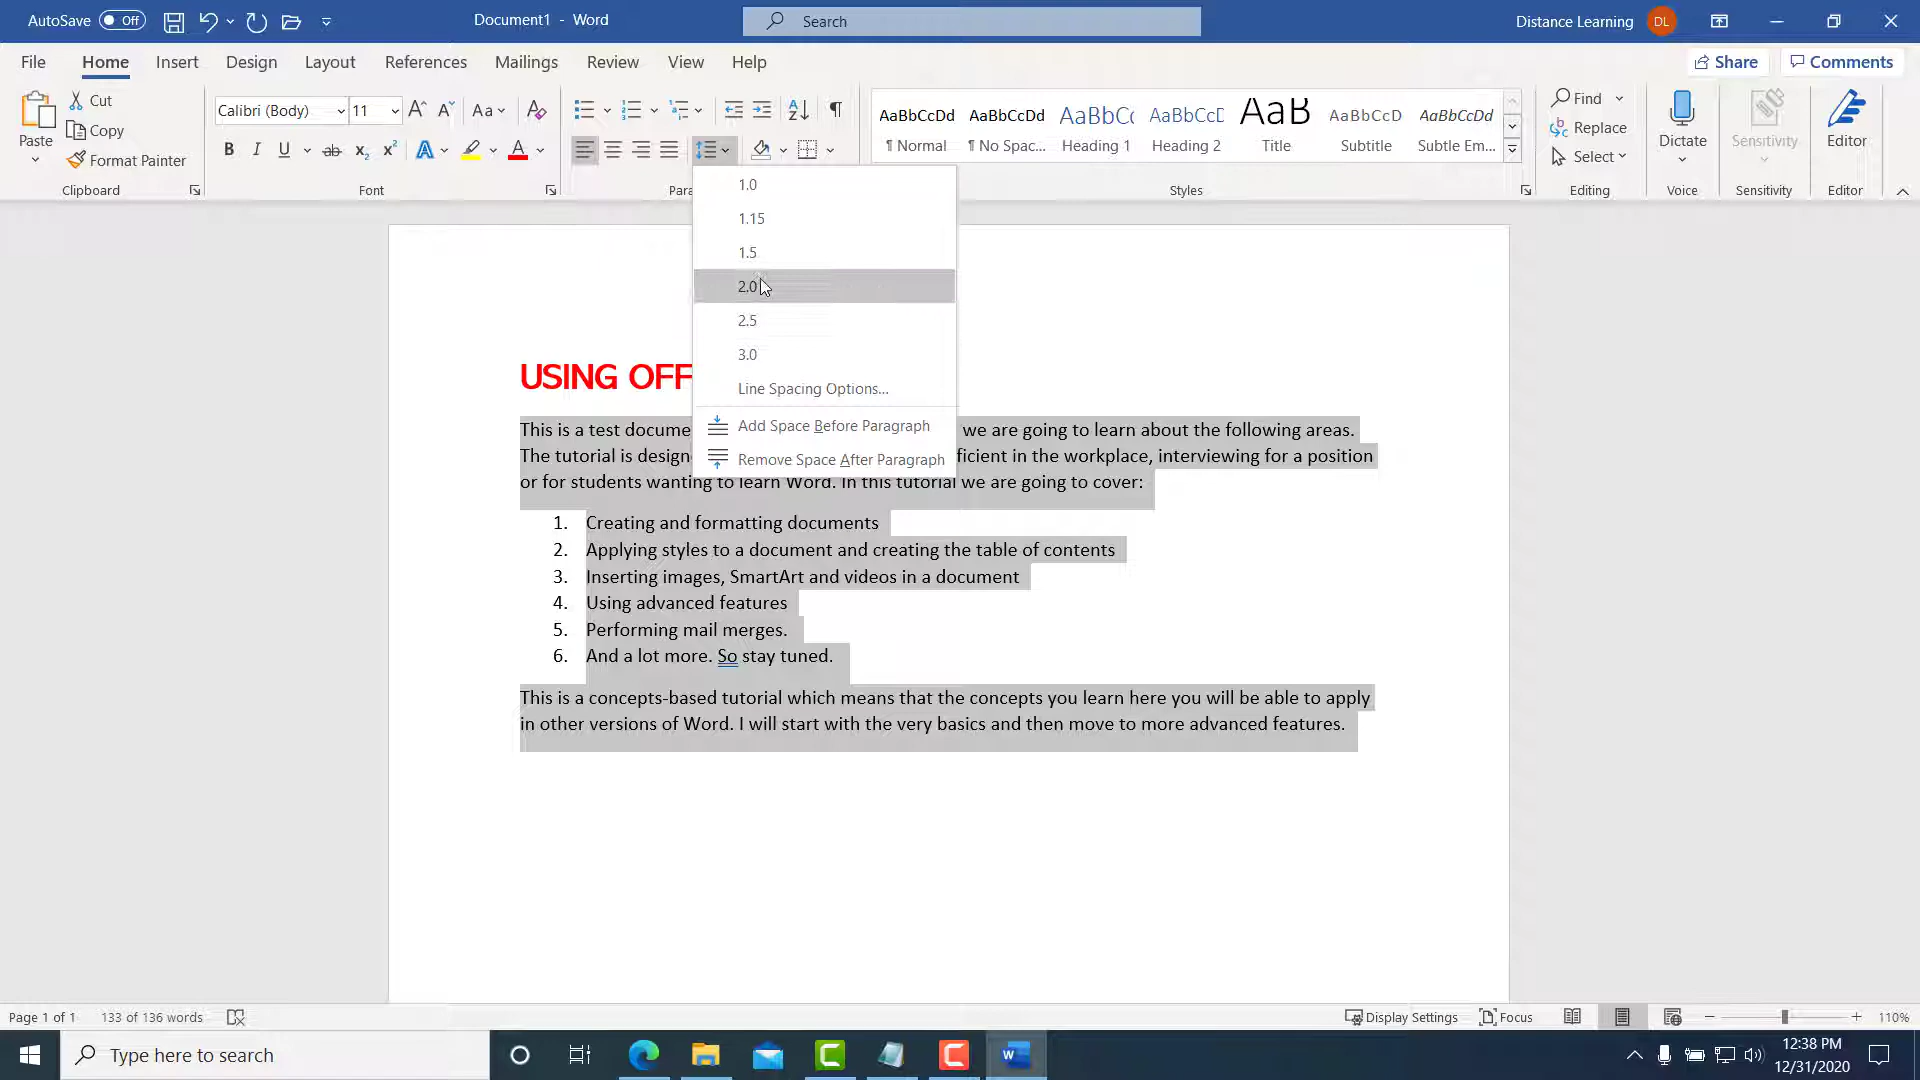 AutoSave Off
Document1 - Word
Search
Distance Learning DL
File Home Insert Design Layout References Mailings Review View Help Share Comments
Paste
Cut
Copy
Format Painter
Clipboard
Calibri (Body) 11
Aa
B I U ab x₂ x² A A
Font
Para
AaBbCcDd AaBbCcDd AaBbC AaBbCcD AaB AaBbCcD AaBbCcDd
¶ Normal ¶ No Spac... Heading 1 Heading 2 Title Subtitle Subtle Em...
Styles
Find
Replace
Select
Editing
Dictate
Voice
Sensitivity
Sensitivity
Editor
Editor
1.0
1.15
1.5
2.0
2.5
3.0
Line Spacing Options...
Add Space Before Paragraph
Remove Space After Paragraph
USING OFF
This is a test docume we are going to learn about the following areas.
The tutorial is design ficient in the workplace, interviewing for a position
or for students wanting to learn Word. In this tutorial we are going to cover:
1. Creating and formatting documents
2. Applying styles to a document and creating the table of contents
3. Inserting images, SmartArt and videos in a document
4. Using advanced features
5. Performing mail merges.
6. And a lot more. So stay tuned.
This is a concepts-based tutorial which means that the concepts you learn here you will be able to apply
in other versions of Word. I will start with the very basics and then move to more advanced features.
Page 1 of 1 133 of 136 words Display Settings Focus 110%
Type here to search
12:38 PM
12/31/2020